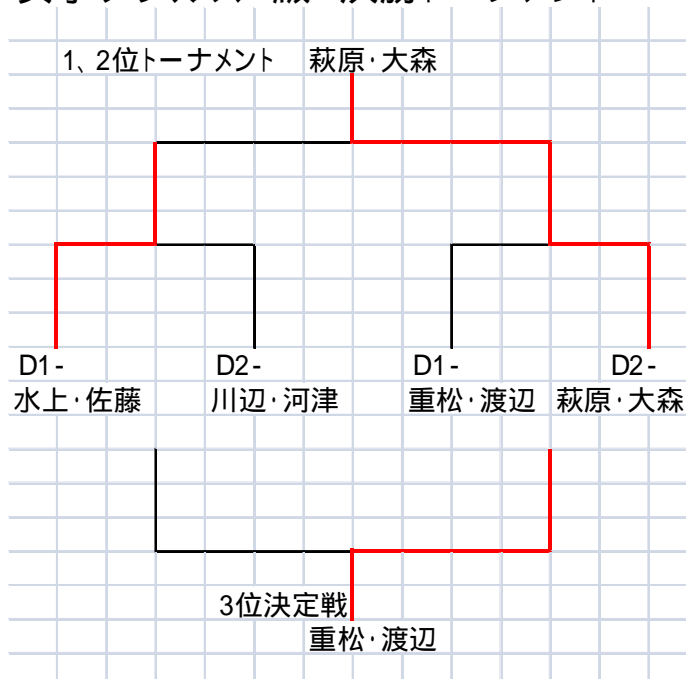 1、2位トーナメント 萩原・大森
D1- D2- D1- D2-
水上・佐藤 川辺・河津 重松・渡辺 萩原・大森
3位決定戦
重松・渡辺